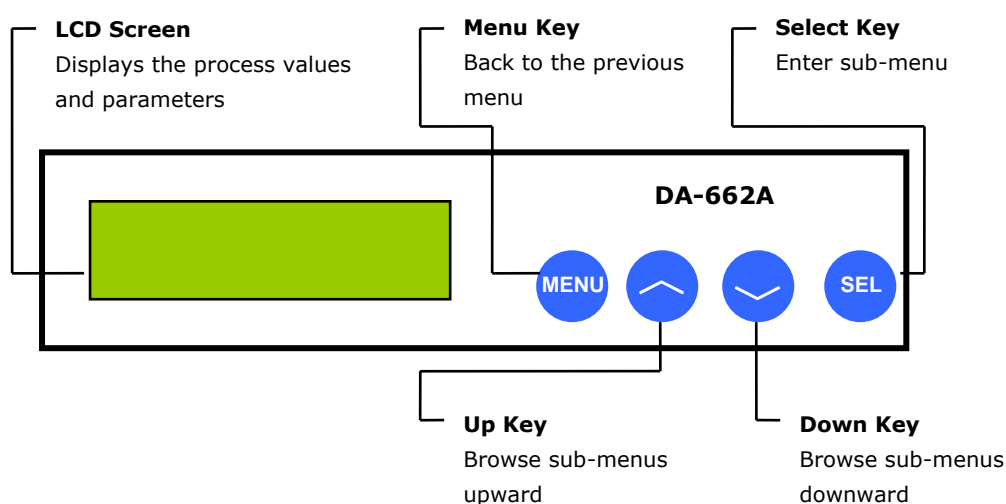 LCD Screen
Displays the process values
and parameters
Menu Key
Back to the previous
menu
Select Key
Enter sub-menu
DA-662A
MENU
SEL
Up Key
Browse sub-menus
upward
Down Key
Browse sub-menus
downward